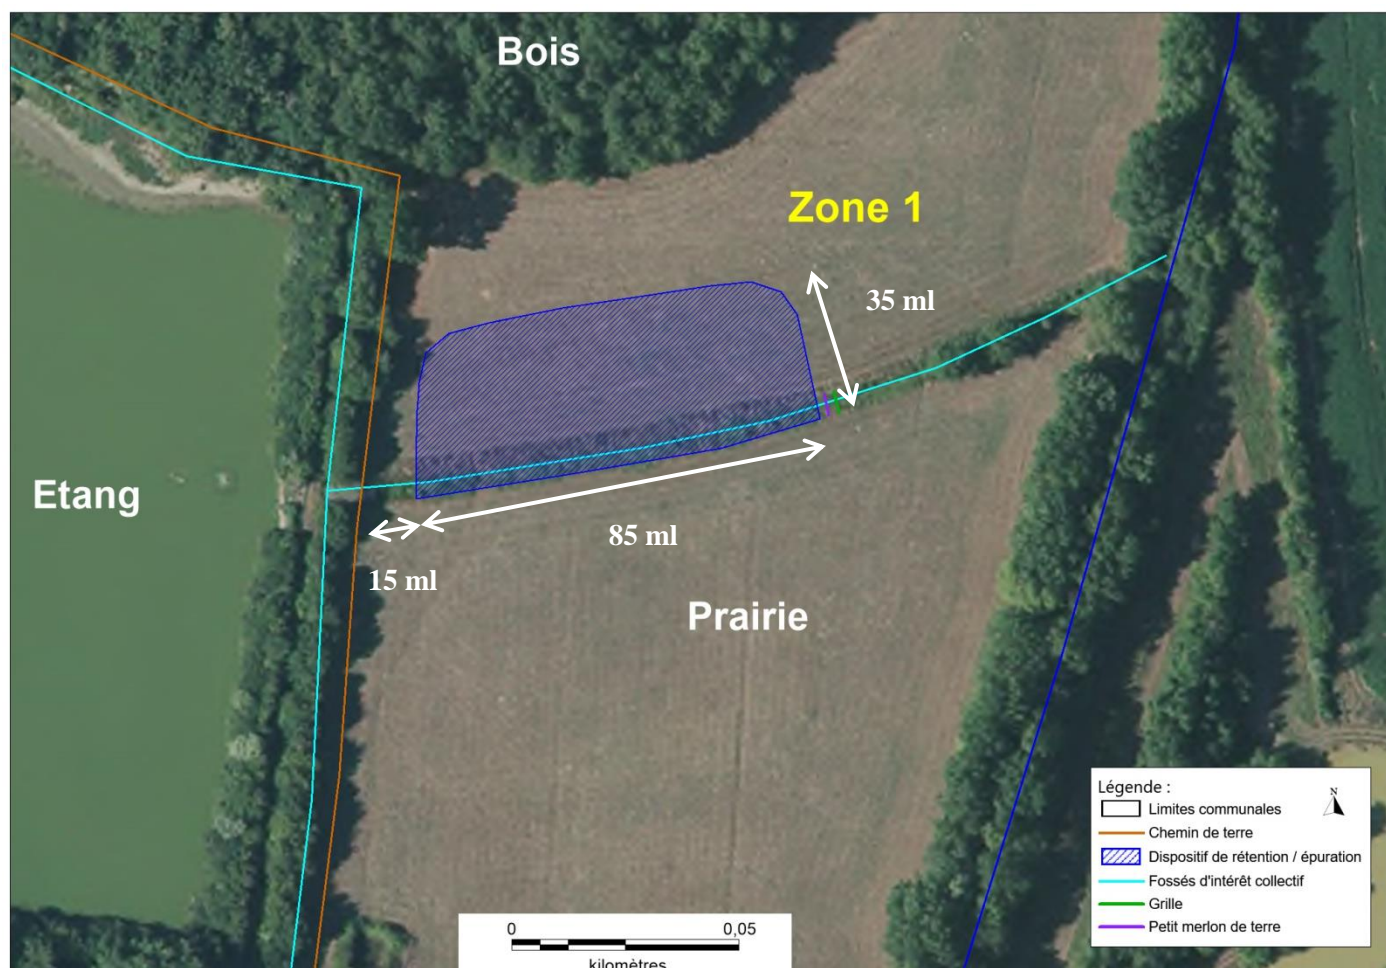 Bois
Zone 1
35 ml
Etang
85 ml
15 ml
Prairie
Légende :
N
Limites communales
Chemin de terre
Dispositif de rétention / épuration
Fossés d'intérêt collectif
Grille
Petit merlon de terre
0 0,05
kilomètres